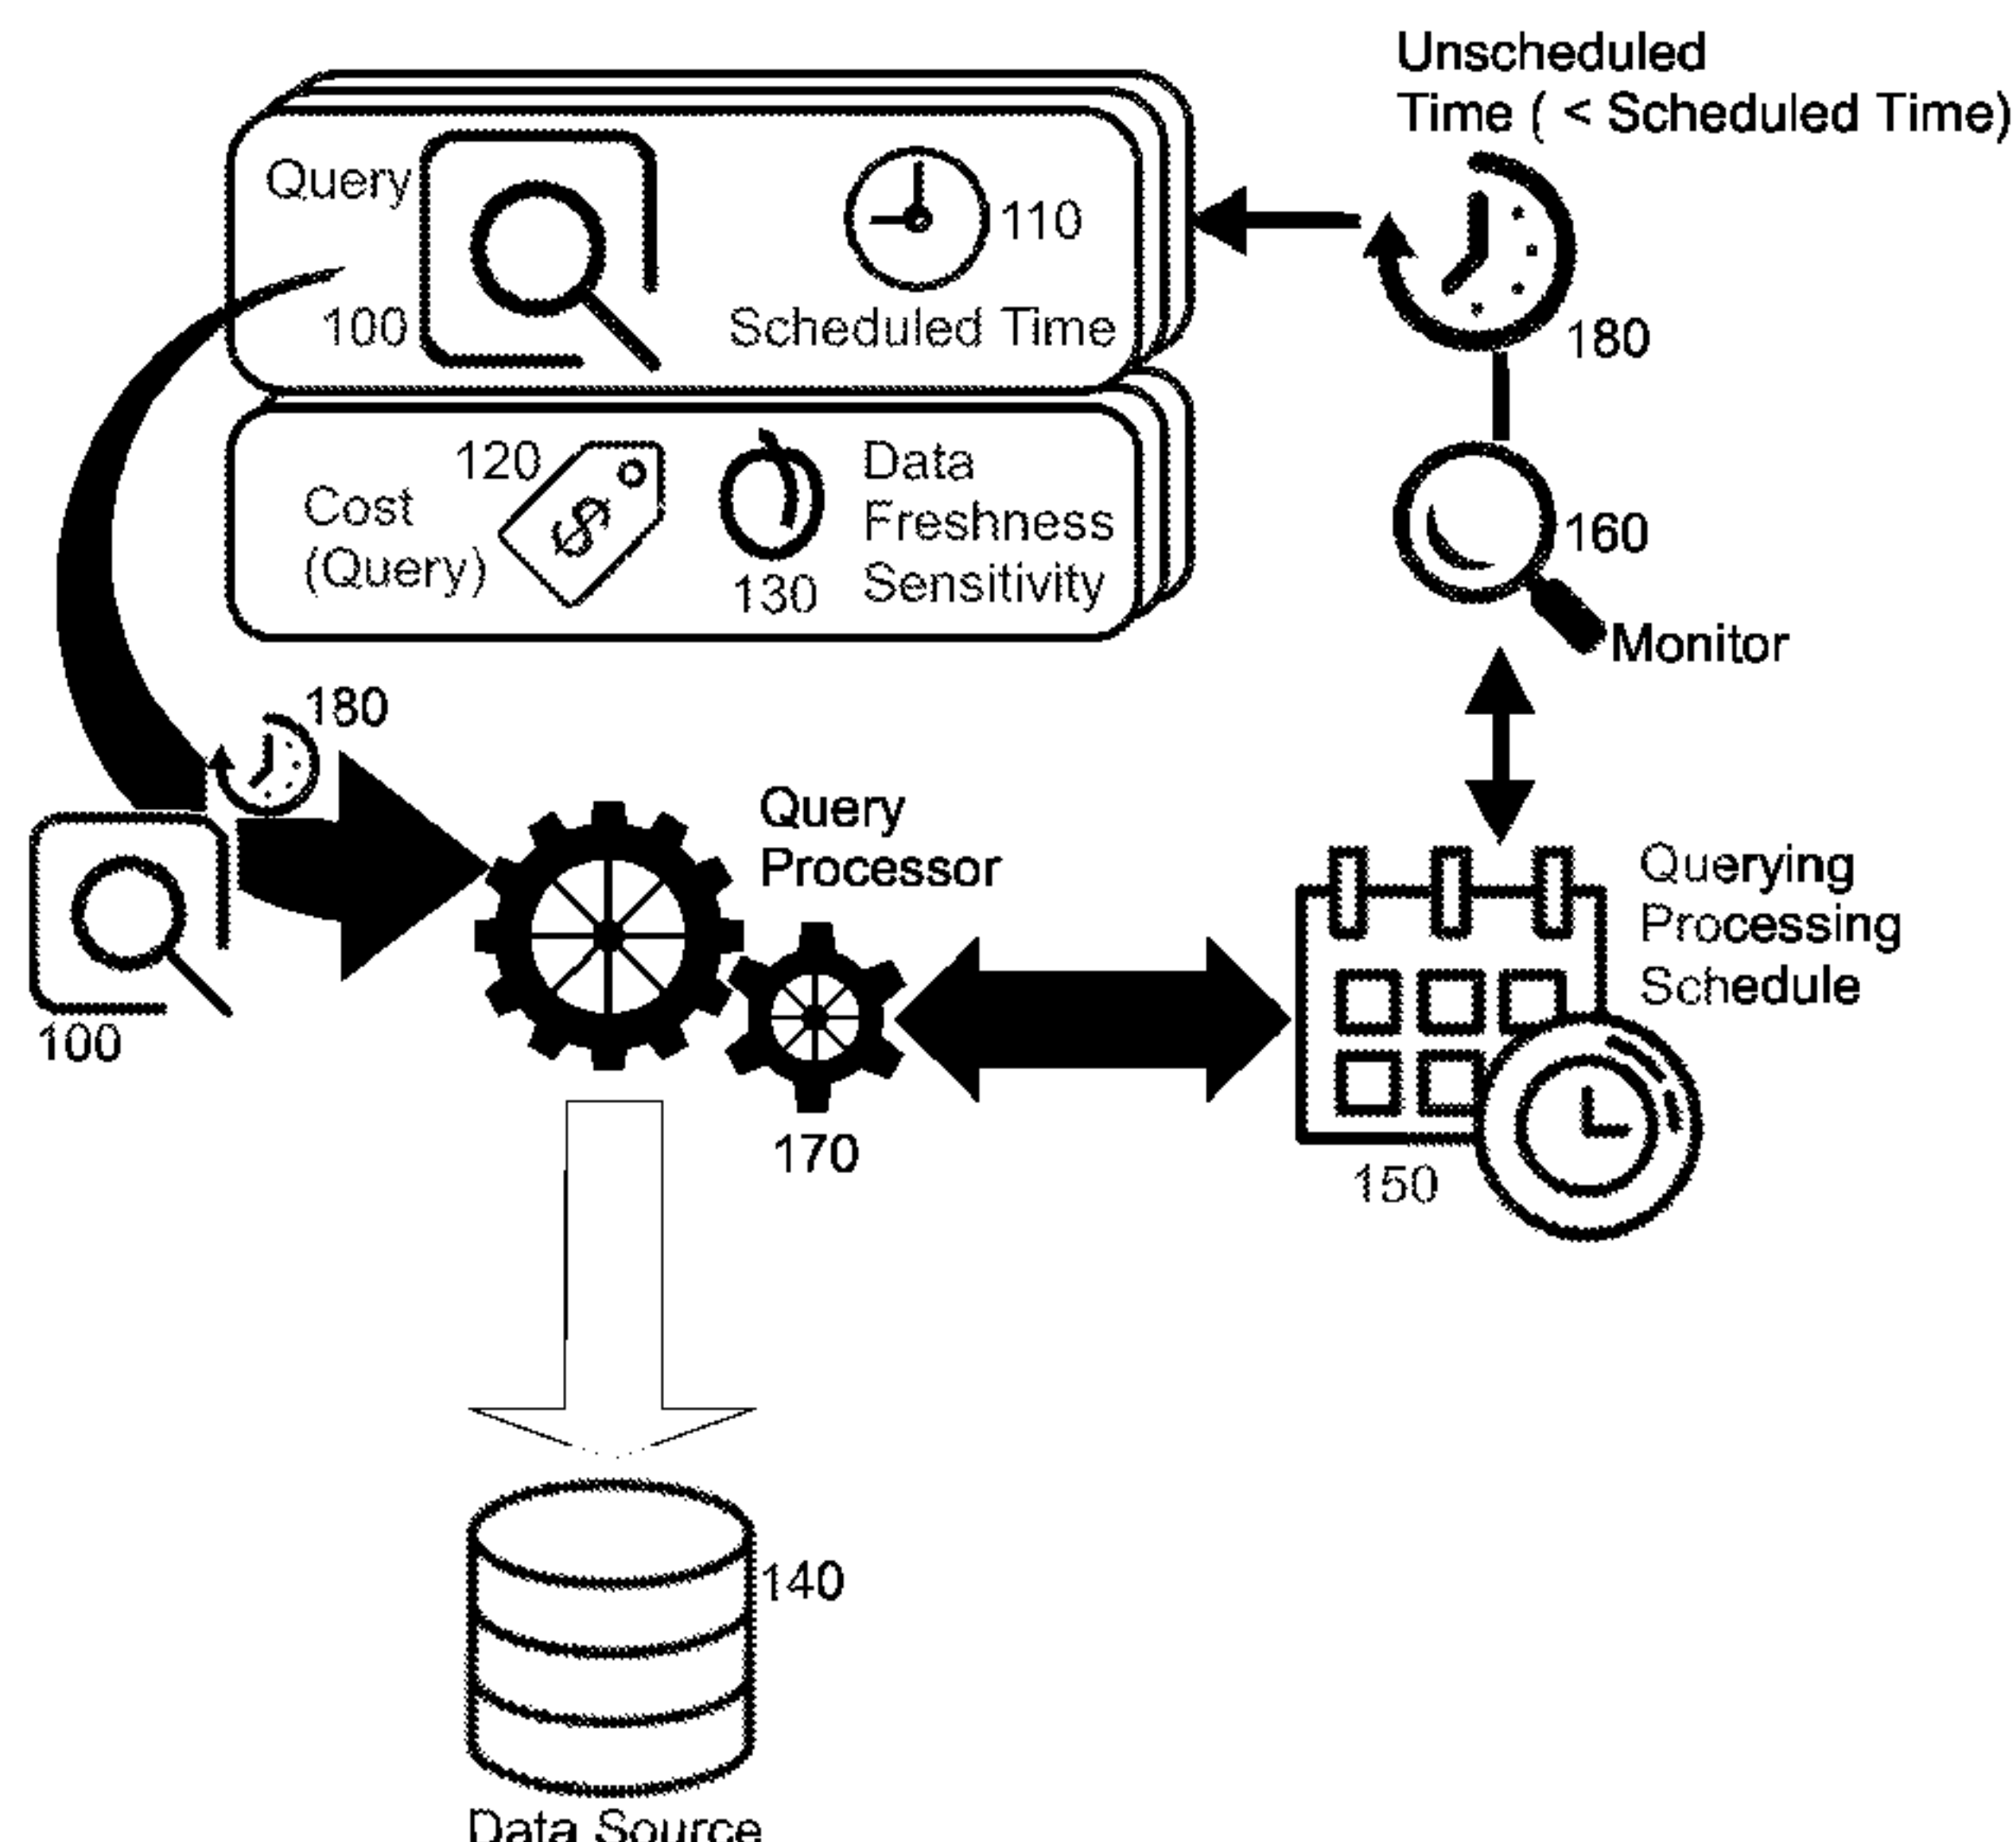 Unscheduled
Time ( < Scheduled Time)
Query
110
100
Scheduled Time
180
120
Data
Cost
Freshness
(Query)
130
Sensitivity
$
160
Monitor
180
Query
Processor
Querying
Processing
Schedule
100
170
150
140
Data Source